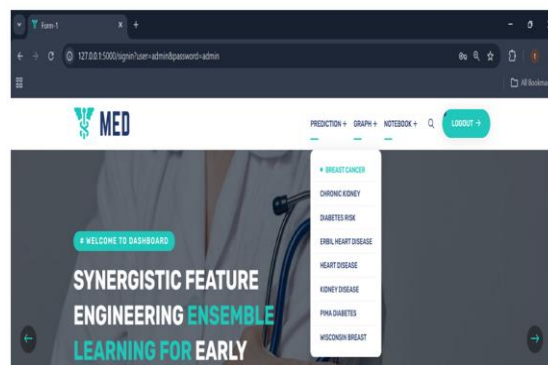 Form-1
127.0.0.1:5000/signin?user=admin&password=admin
All Bookmar
MED
PREDICTION + GRAPH + NOTEBOOK + LOGOUT →
# BREAST CANCER
CHRONIC KIDNEY
DIABETES RISK
ERBIL HEART DISEASE
HEART DISEASE
KIDNEY DISEASE
PIMA DIABETES
WISCONSIN BREAST
# WELCOME TO DASHBOARD
SYNERGISTIC FEATURE
ENGINEERING ENSEMBLE
LEARNING FOR EARLY